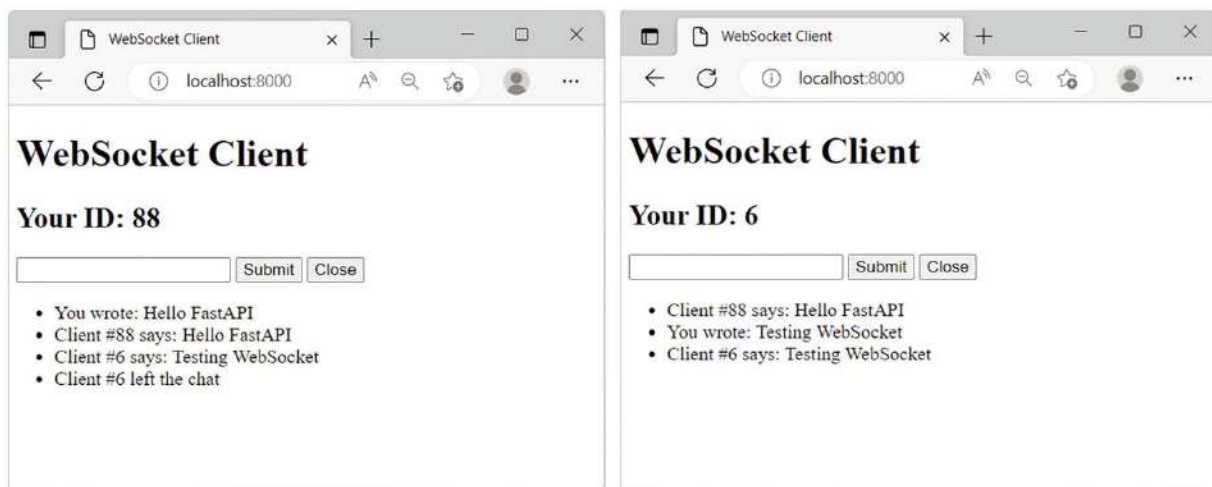 WebSocket Client
localhost:8000
WebSocket Client
Your ID: 88
Submit Close
• You wrote: Hello FastAPI
• Client #88 says: Hello FastAPI
• Client #6 says: Testing WebSocket
• Client #6 left the chat
WebSocket Client
localhost:8000
WebSocket Client
Your ID: 6
Submit Close
• Client #88 says: Hello FastAPI
• You wrote: Testing WebSocket
• Client #6 says: Testing WebSocket